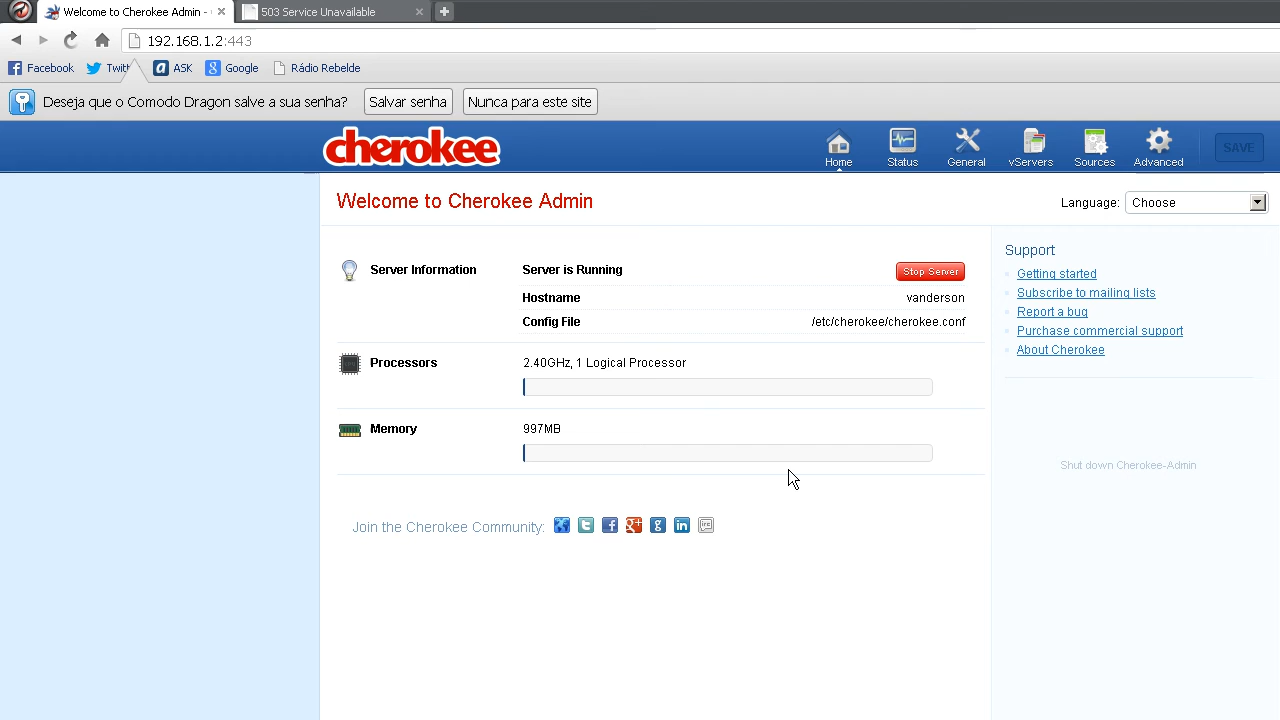 Welcome to Cherokee Admin -
503 Service Unavailable
192.168.1.2:443
Facebook
ASK
Google
Rádio Rebelde
Deseja que o Comodo Dragon salve a sua senha?
Salvar senha
Nunca para este site
cherokee
Home
Status
General
vServers
Sources
Advanced
SAVE
Welcome to Cherokee Admin
Language: Choose
Server Information
Server is Running
Stop Server
Hostname
vanderson
Config File
/etc/cherokee/cherokee.conf
Processors
2.40GHz, 1 Logical Processor
Memory
997MB
Join the Cherokee Community:
Support
Getting started
Subscribe to mailing lists
Report a bug
Purchase commercial support
About Cherokee
Shut down Cherokee-Admin